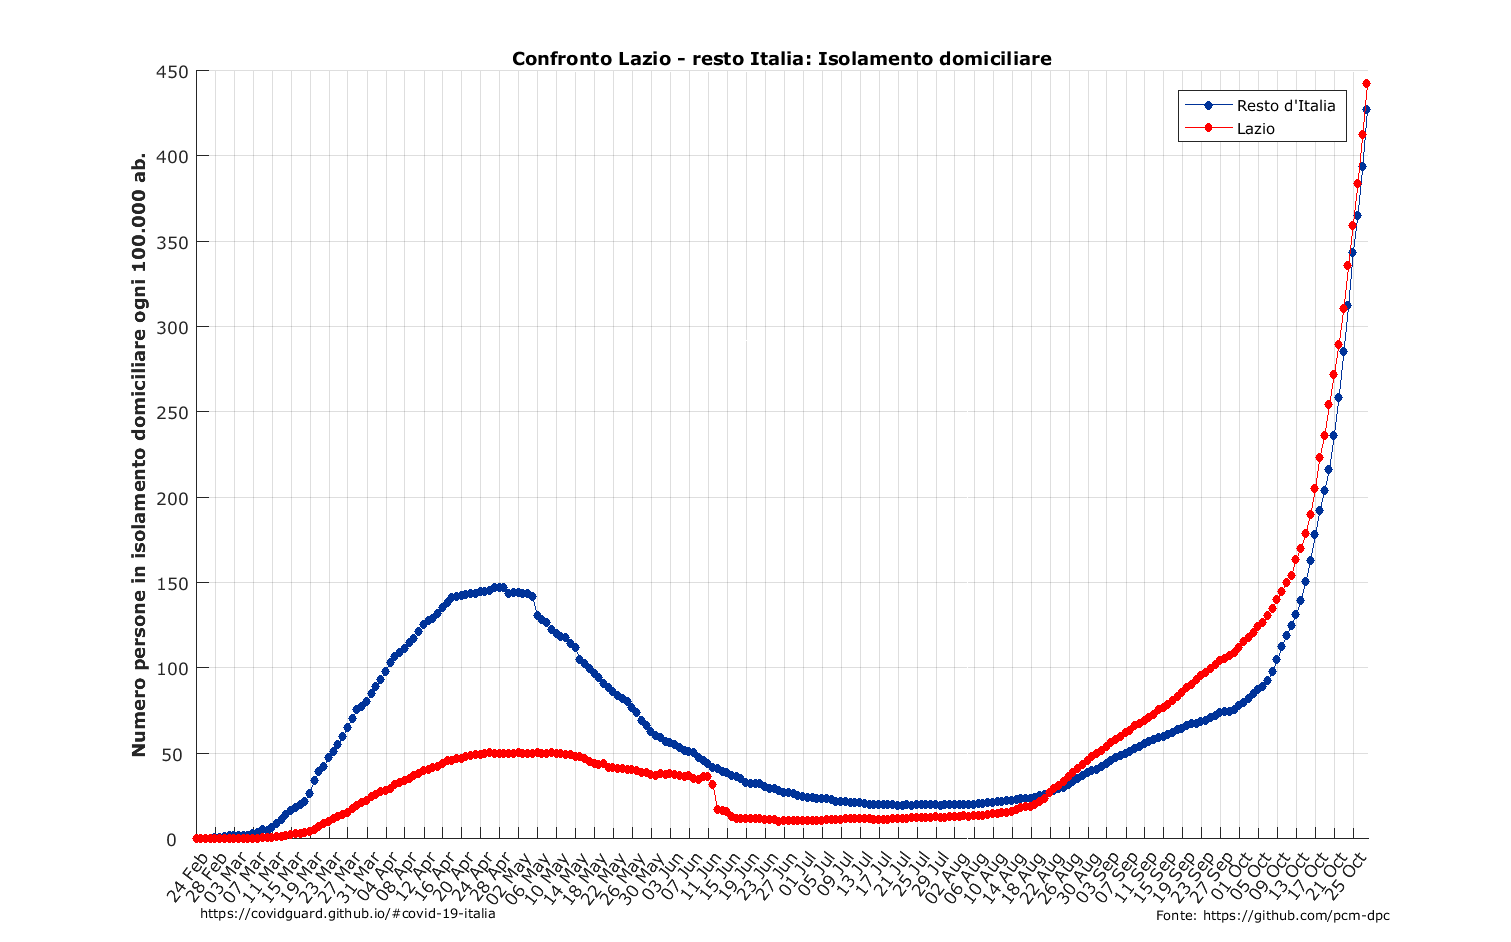 Confronto Lazio - resto Italia: Isolamento domiciliare
Numero persone in isolamento domiciliare ogni 100.000 ab.
450
400
350
300
250
200
150
100
50
0
Resto d'Italia
Lazio
24 Feb
28 Feb
03 Mar
07 Mar
11 Mar
15 Mar
19 Mar
23 Mar
27 Mar
31 Mar
04 Apr
08 Apr
12 Apr
16 Apr
20 Apr
24 Apr
28 Apr
02 May
06 May
10 May
14 May
18 May
22 May
26 May
30 May
03 Jun
07 Jun
11 Jun
15 Jun
19 Jun
23 Jun
27 Jun
01 Jul
05 Jul
09 Jul
13 Jul
17 Jul
21 Jul
25 Jul
29 Jul
02 Aug
06 Aug
10 Aug
14 Aug
18 Aug
22 Aug
26 Aug
30 Aug
03 Sep
07 Sep
11 Sep
15 Sep
19 Sep
23 Sep
27 Sep
01 Oct
05 Oct
09 Oct
13 Oct
17 Oct
21 Oct
25 Oct
https://covidguard.github.io/#covid-19-italia
Fonte: https://github.com/pcm-dpc